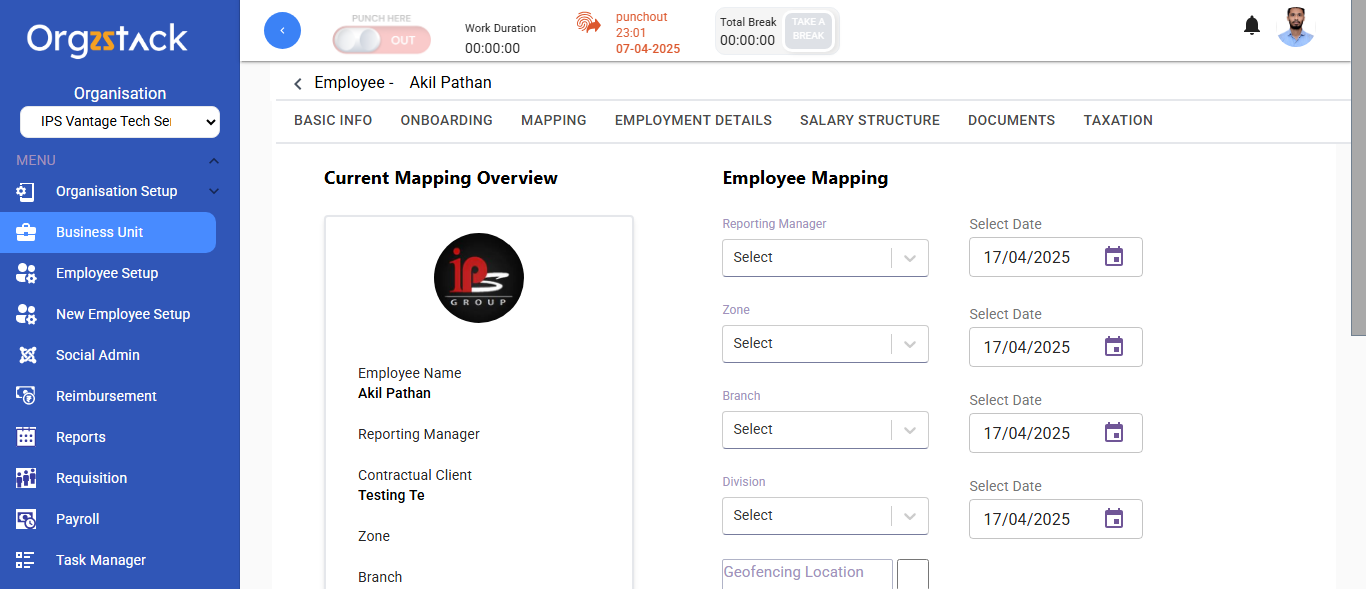 Orgzstack
Organisation
IPS Vantage Tech Se
MENU
Organisation Setup
Business Unit
Employee Setup
New Employee Setup
Social Admin
Reimbursement
Reports
Requisition
Payroll
Task Manager
PUNCH HERE
OUT
Work Duration
00:00:00
punchout
23:01
07-04-2025
Total Break
00:00:00
TAKE A
BREAK
Employee - Akil Pathan
BASIC INFO ONBOARDING MAPPING EMPLOYMENT DETAILS SALARY STRUCTURE DOCUMENTS TAXATION
Current Mapping Overview
iPS
GROUP
Employee Name
Akil Pathan
Reporting Manager
Contractual Client
Testing Te
Zone
Branch
Employee Mapping
Reporting Manager
Select
Select Date
17/04/2025
Zone
Select
Select Date
17/04/2025
Branch
Select
Select Date
17/04/2025
Division
Select
Select Date
17/04/2025
Geofencing Location